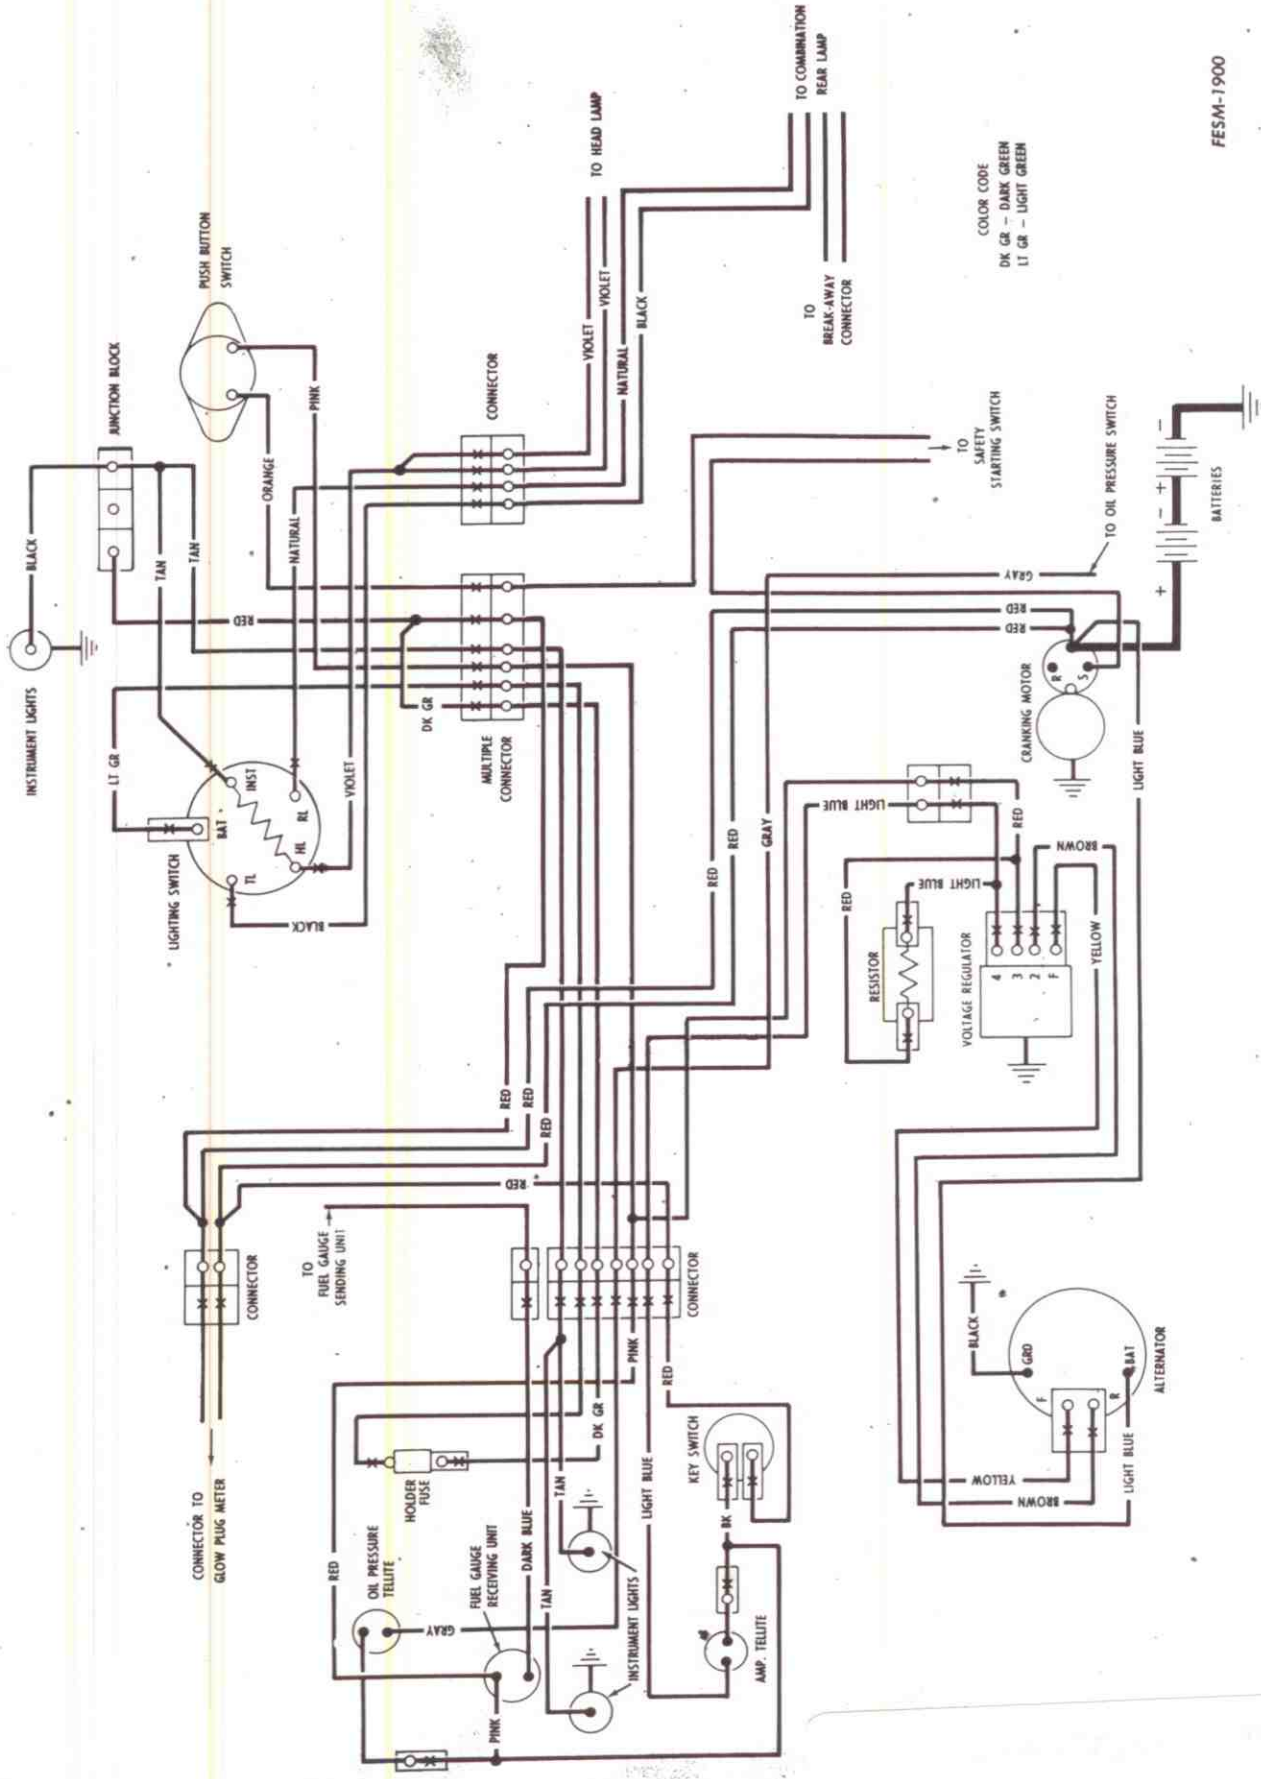 INSTRUMENT LIGHTS
BLACK
JUNCTION BLOCK
PUSH BUTTON
SWITCH
TAN
TAN
ORANGE
PINK
LT GR
LIGHTING SWITCH
BAT
INST
TL
HL
RL
RED
NATURAL
VIOLET
BLACK
DK GR
MULTIPLE
CONNECTOR
CONNECTOR
VIOLET
VIOLET
NATURAL
BLACK
TO HEAD LAMP
TO COMBINATION
REAR LAMP
TO
BREAK-AWAY
CONNECTOR
COLOR CODE
DK GR - DARK GREEN
LT GR - LIGHT GREEN
FESM-1900
TO
SAFETY
STARTING SWITCH
TO OIL PRESSURE SWITCH
GRAY
RED
RED
BATTERIES
+
-
+
-
CRANKING MOTOR
R
S
LIGHT BLUE
LIGHT BLUE
RED
BROWN
LIGHT BLUE
RED
RED
RED
GRAY
RESISTOR
VOLTAGE REGULATOR
4
3
2
F
YELLOW
RED
RED
RED
RED
CONNECTOR
TO
FUEL GAUGE
SENDING UNIT
CONNECTOR
CONNECTOR TO
GLOW PLUG METER
PINK
RED
HOLDER
FUSE
DK GR
KEY SWITCH
RED
OIL PRESSURE
TELLITE
FUEL GAUGE
RECEIVING UNIT
DARK BLUE
TAN
TAN
LIGHT BLUE
BK
GRAY
INSTRUMENT LIGHTS
AMP. TELLITE
PINK
BLACK
GRD
BAT
F
R
ALTERNATOR
YELLOW
BROWN
LIGHT BLUE